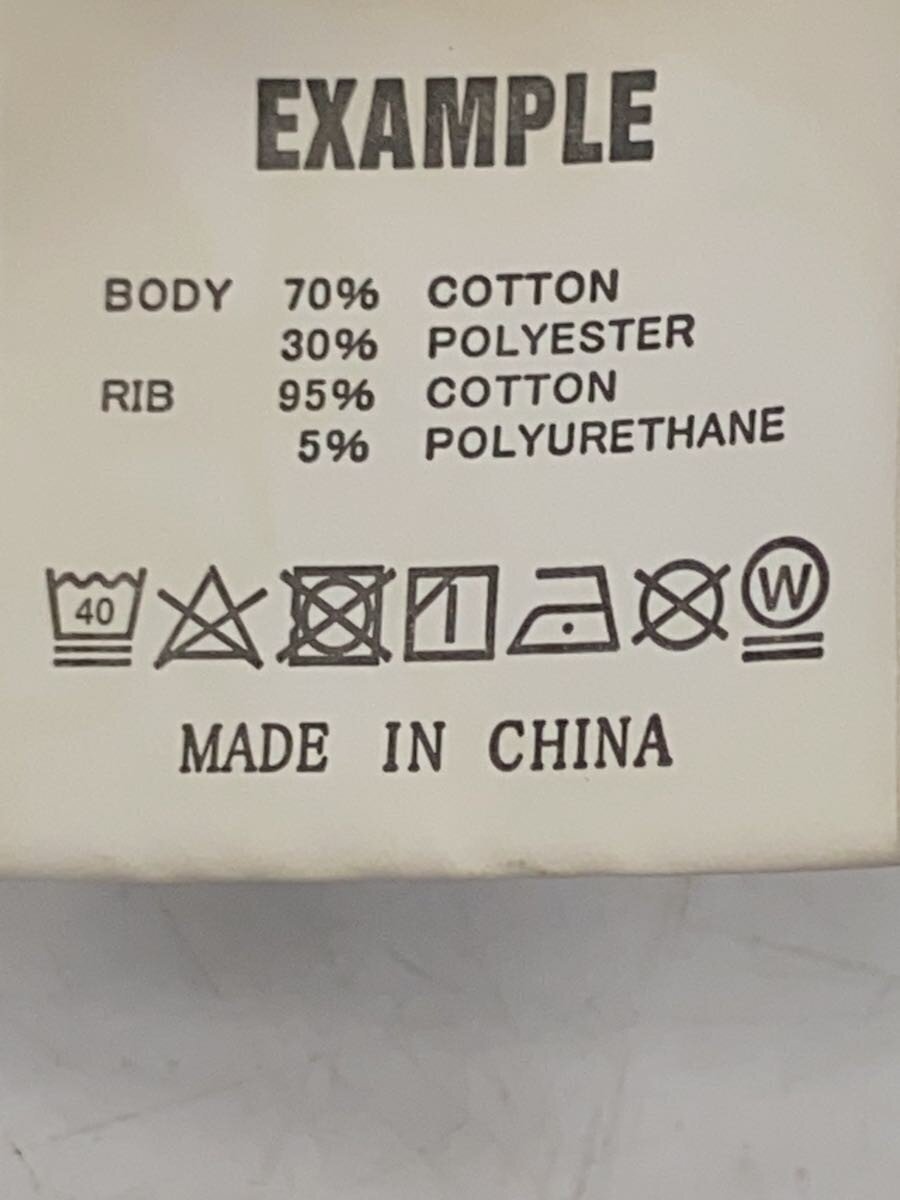 EXAMPLE
BODY 70% COTTON
30% POLYESTER
RIB 95% COTTON
5% POLYURETHANE
40 W
MADE IN CHINA